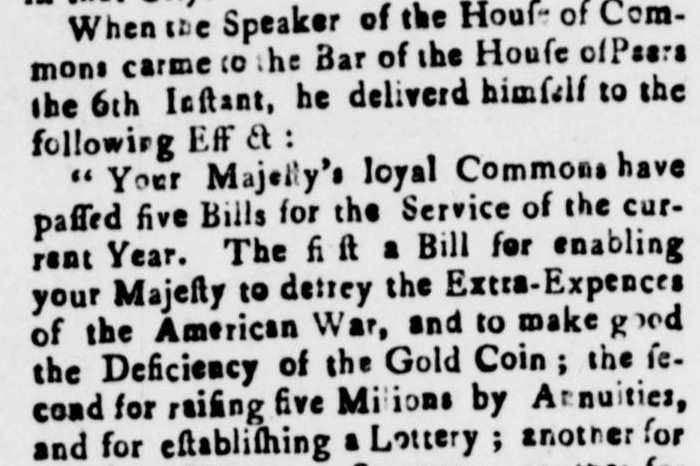 When the Speaker of the Houſe of Com-
mons carme to the Bar of the Houſe of Peers
the 6th Inſtant, he deliverd himſelf to the
following Effect :
“ Your Majeſty's loyal Commons have
paſſed five Bills for the Service of the cur-
rent Year. The firſt a Bill for enabling
your Majeſty to defrey the Extra-Expences
of the American War, and to make good
the Deficiency of the Gold Coin ; the ſe-
cond for raiſing five Millions by Annuities,
and for eſtabliſhing a Lottery ; another for